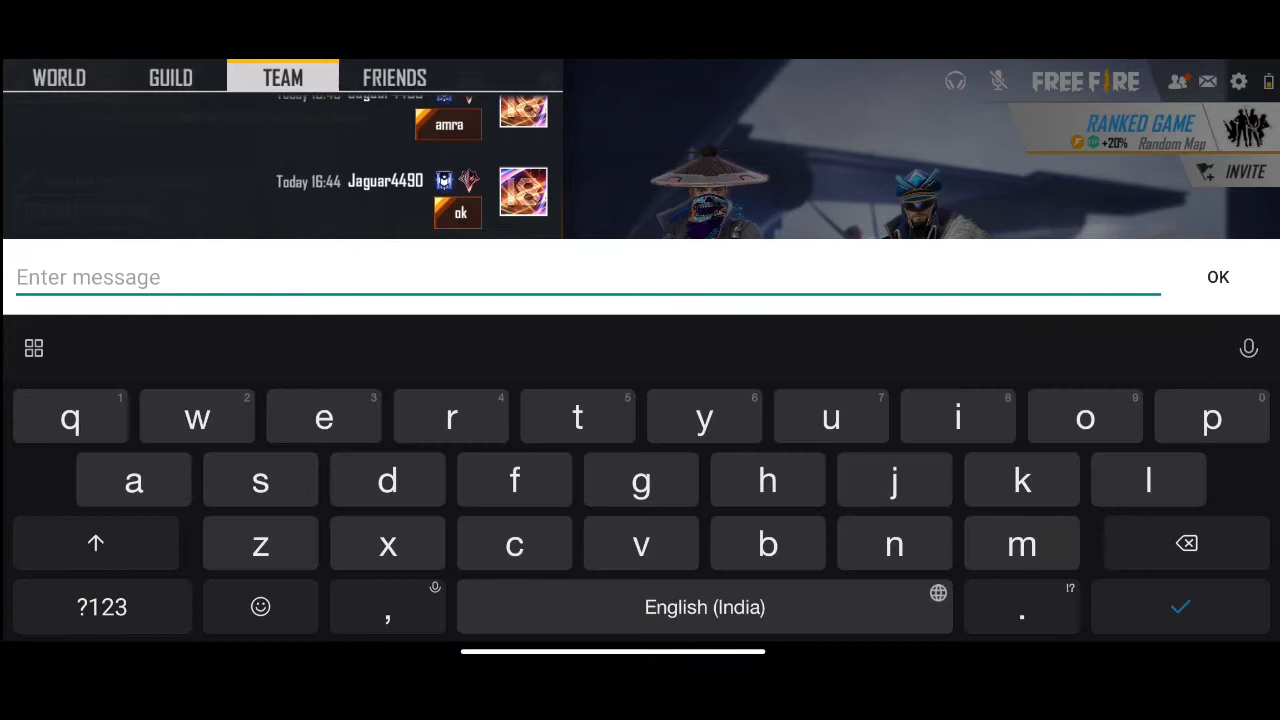 WORLD GUILD TEAM FRIENDS
FREE FIRE
amra
RANKED GAME
+20% Random Map
INVITE
Today 16:44 Jaguar4490
18
ok
Enter message OK
q 1 w 2 e 3 r 4 t 5 y 6 u 7 i 8 o 9 p 0
a s d f g h j k l
z x c v b n m
?123 , English (India) . !?